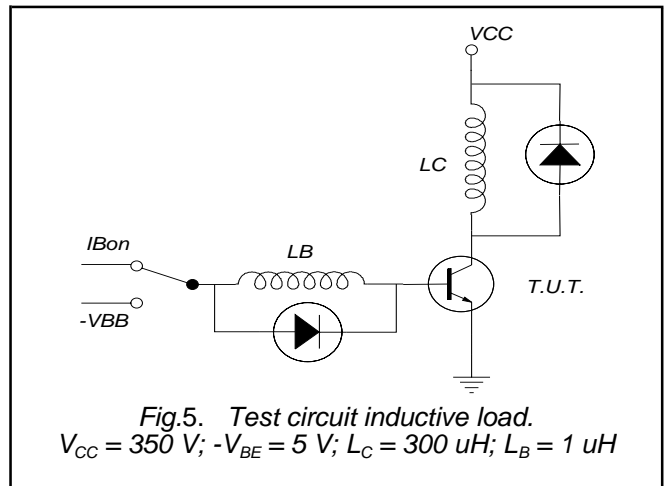 VCC
LC
IBon
LB
T.U.T.
-VBB
Fig.5. Test circuit inductive load.
VCC = 350 V; -VBE = 5 V; LC = 300 uH; LB = 1 uH